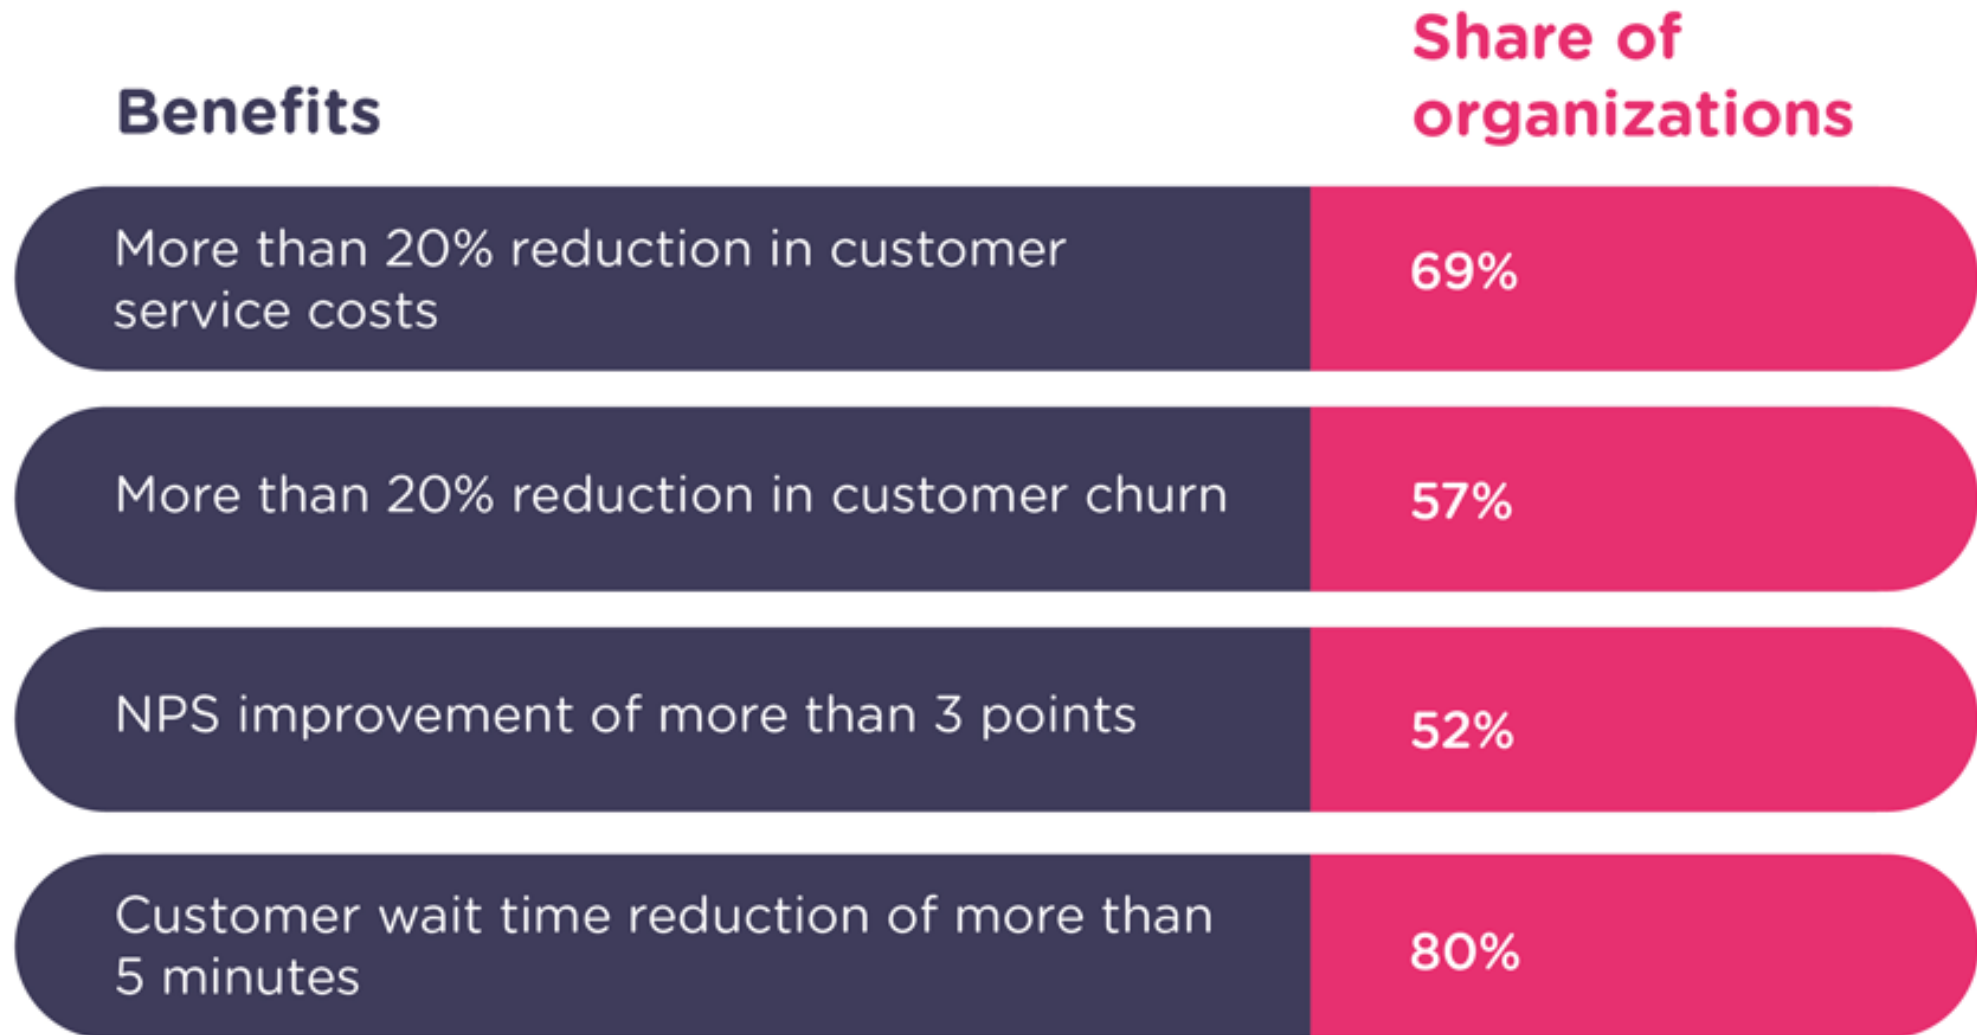 Benefits
Share of
organizations
More than 20% reduction in customer
service costs
69%
More than 20% reduction in customer churn
57%
NPS improvement of more than 3 points
52%
Customer wait time reduction of more than
5 minutes
80%